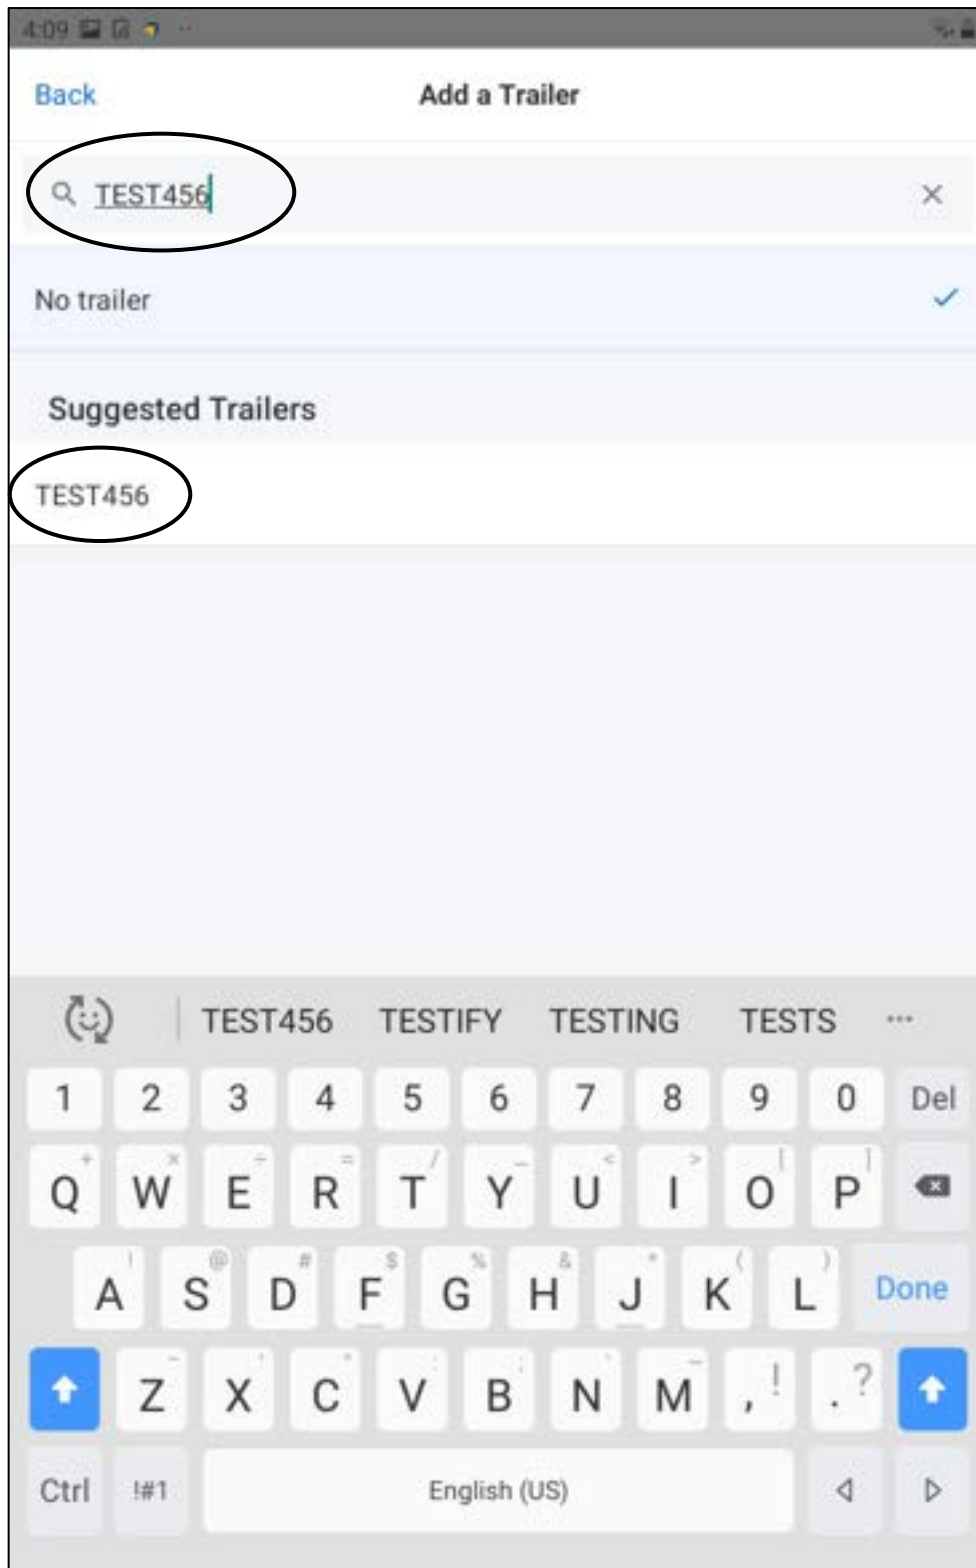 4:09
Back Add a Trailer
TEST456
No trailer
Suggested Trailers
TEST456
TEST456 TESTIFY TESTING TESTS ...
1 2 3 4 5 6 7 8 9 0 Del
Q W E R T Y U I O P
A S D F G H J K L Done
Z X C V B N M , ! . ?
Ctrl !#1 English (US)